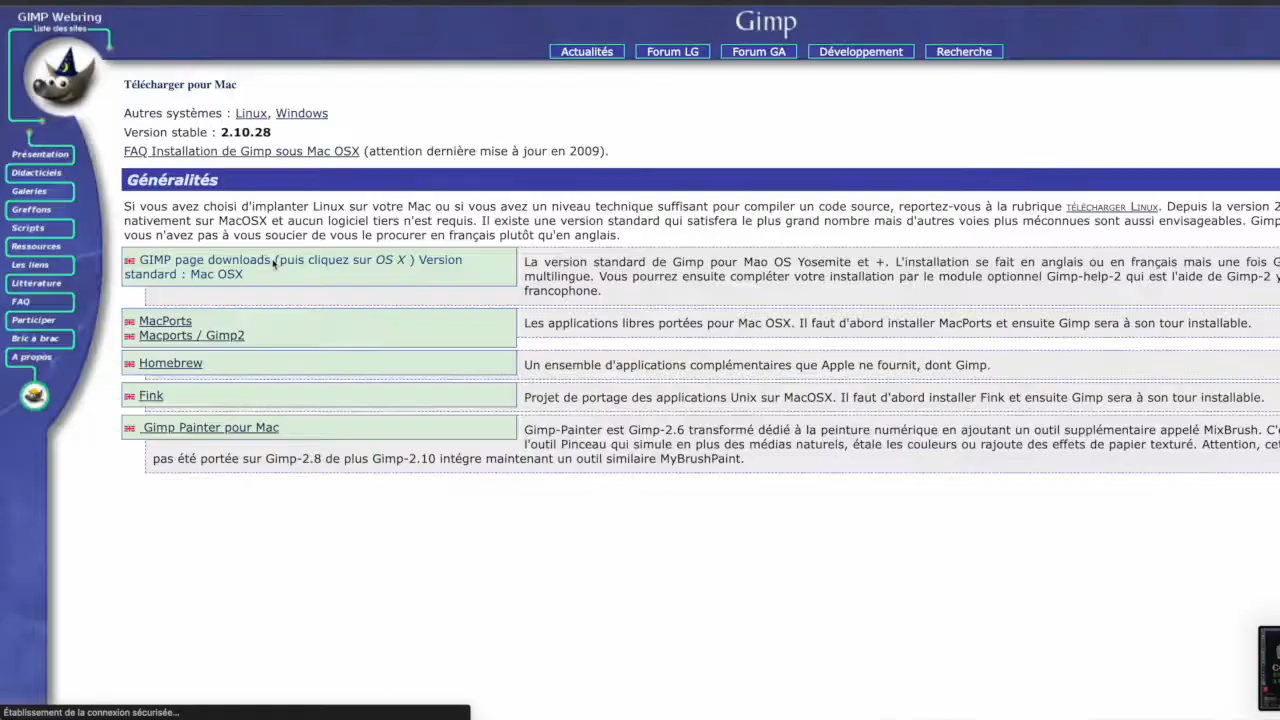 GIMP Webring
Liste des sites
Gimp
Actualités
Forum LG
Forum GA
Développement
Recherche
Présentation
Didacticiels
Galeries
Greffons
Scripts
Ressources
Les liens
Littérature
FAQ
Participer
Bric à brac
A propos
Télécharger pour Mac
Autres systèmes : Linux, Windows
Version stable : 2.10.28
FAQ Installation de Gimp sous Mac OSX (attention dernière mise à jour en 2009).
Généralités
Si vous avez choisi d'implanter Linux sur votre Mac ou si vous avez un niveau technique suffisant pour compiler un code source, reportez-vous à la rubrique TÉLÉCHARGER LINUX. Depuis la version
nativement sur MacOSX et aucun logiciel tiers n'est requis. Il existe une version standard qui satisfera le plus grand nombre mais d'autres voies plus méconnues sont aussi envisageables.
vous n'avez pas à vous soucier de vous le procurer en français plutôt qu'en anglais.
GIMP page downloads (puis cliquez sur OS X ) Version
standard : Mac OSX
La version standard de Gimp pour Mao OS Yosemite et +. L'installation se fait en anglais ou en français mais une fois
multilingue. Vous pourrez ensuite compléter votre installation par le module optionnel Gimp-help-2 qui est l'aide de Gimp-2
francophone.
MacPorts
Macports / Gimp2
Les applications libres portées pour Mac OSX. Il faut d'abord installer MacPorts et ensuite Gimp sera à son tour installable.
Homebrew
Un ensemble d'applications complémentaires que Apple ne fournit, dont Gimp.
Fink
Projet de portage des applications Unix sur MacOSX. Il faut d'abord installer Fink et ensuite Gimp sera à son tour installable.
Gimp Painter pour Mac
Gimp-Painter est Gimp-2.6 transformé dédié à la peinture numérique en ajoutant un outil supplémentaire appelé MixBrush.
l'outil Pinceau qui simule en plus des médias naturels, étale les couleurs ou rajoute des effets de papier texturé. Attention,
pas été portée sur Gimp-2.8 de plus Gimp-2.10 intégre maintenant un outil similaire MyBrushPaint.
Établissement de la connexion sécurisée...